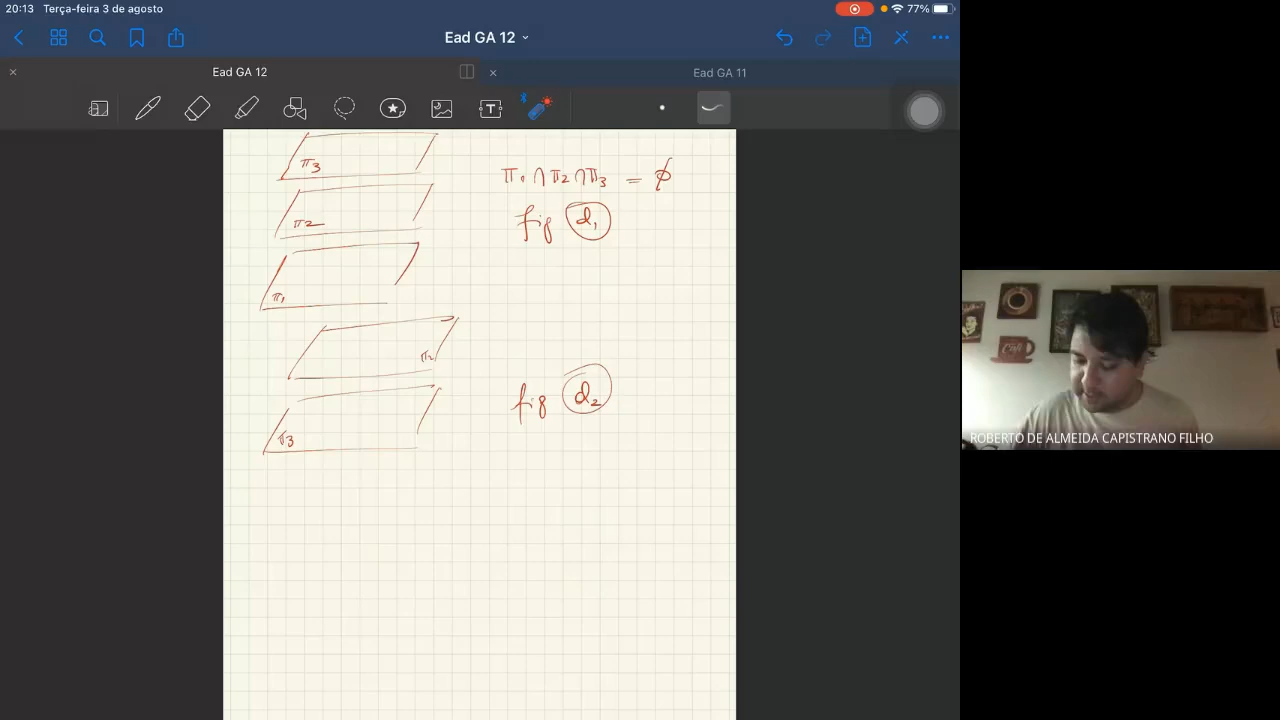 20:13 Terça-feira 3 de agosto
77%
Ead GA 12
Ead GA 12
Ead GA 11
T
π3
π1 ∩ π2 ∩ π3 = ϕ
π2
fig d1
π1
π2
fig d2
π3
CAFÉ
ROBERTO DE ALMEIDA CAPISTRANO FILHO